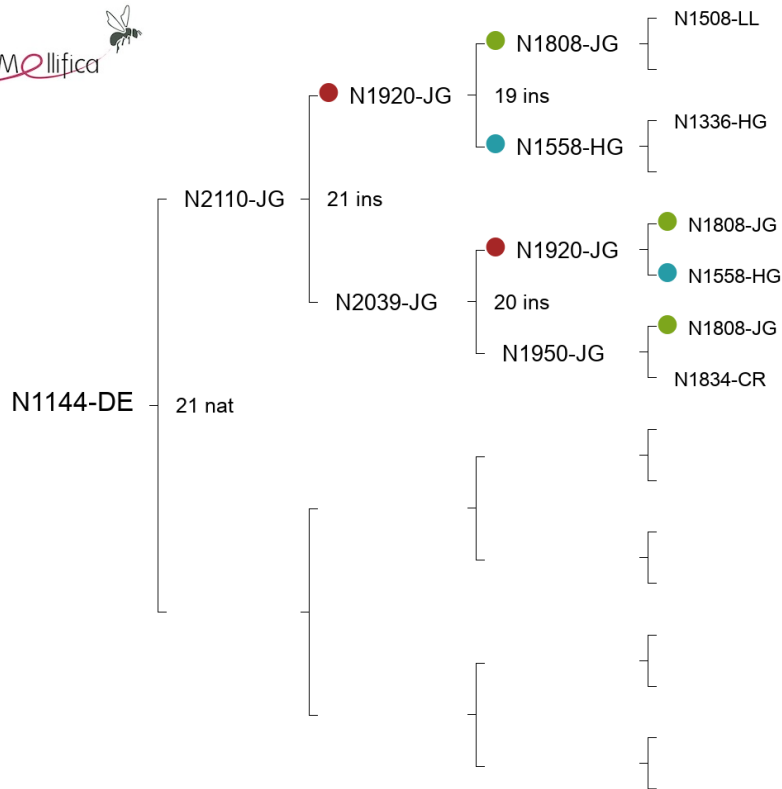 Mellifica
N1508-LL
N1808-JG
N1920-JG
19 ins
N1336-HG
N1558-HG
N2110-JG
21 ins
N1808-JG
N1920-JG
N1558-HG
N2039-JG
20 ins
N1808-JG
N1950-JG
N1834-CR
N1144-DE
21 nat